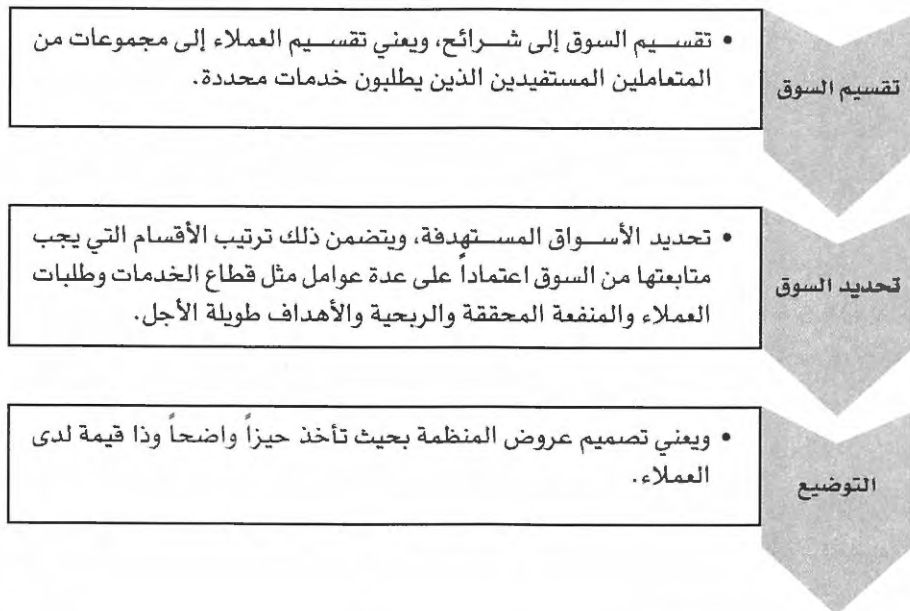 تقسيم السوق
• تقسيم السوق إلى شرائح، ويعني تقسيم العملاء إلى مجموعات من
المتعاملين المستفيدين الذين يطلبون خدمات محددة.
تحديد السوق
• تحديد الأسواق المستهدفة، ويتضمن ذلك ترتيب الأقسام التي يجب
متابعتها من السوق اعتماداً على عدة عوامل مثل قطاع الخدمات وطلبات
العملاء والمنفعة المحققة والربحية والأهداف طويلة الأجل.
التوضيع
• ويعني تصميم عروض المنظمة بحيث تأخذ حيزاً واضحاً وذا قيمة لدى
العملاء.